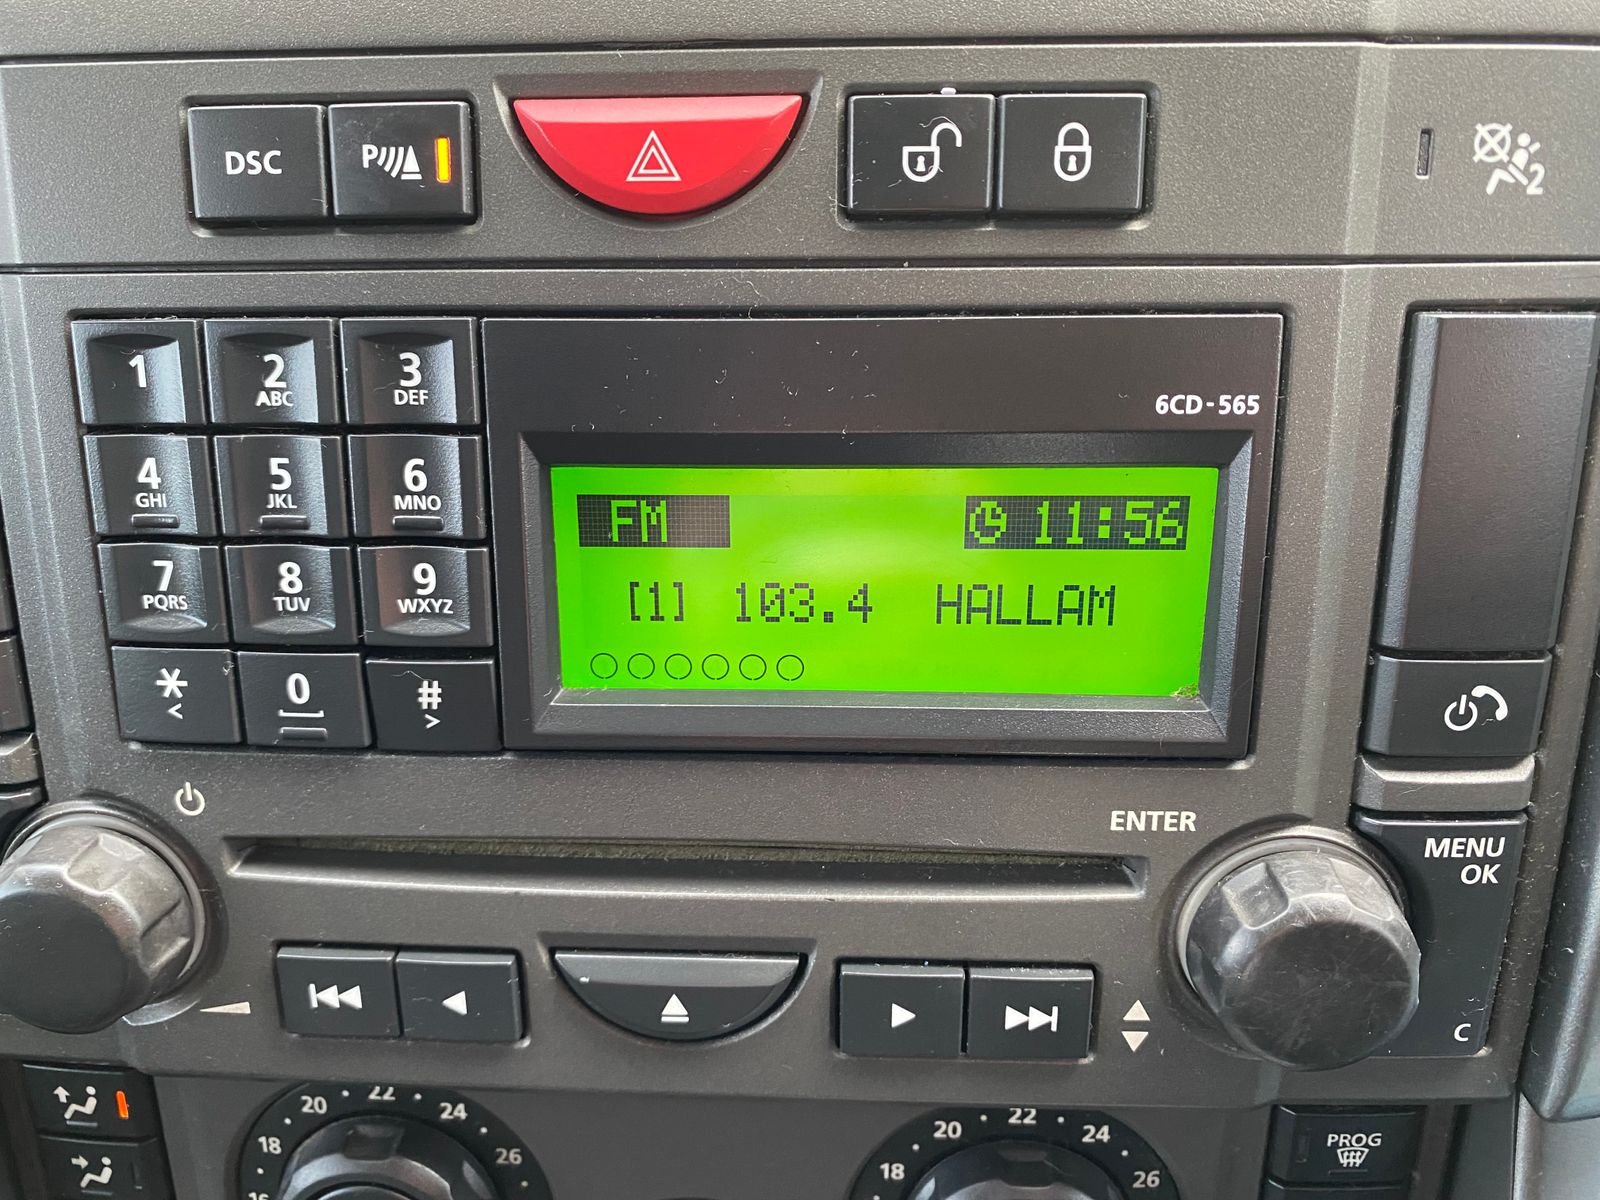 DSC
P
2
1
2 ABC
3 DEF
4 GHI
5 JKL
6 MNO
7 PQRS
8 TUV
9 WXYZ
* <
0
# >
6CD-565
FM 11:56
[1] 103.4 HALLAM
ENTER
MENU
OK
C
18 20 22 24 26
18 20 22 24 26
PROG